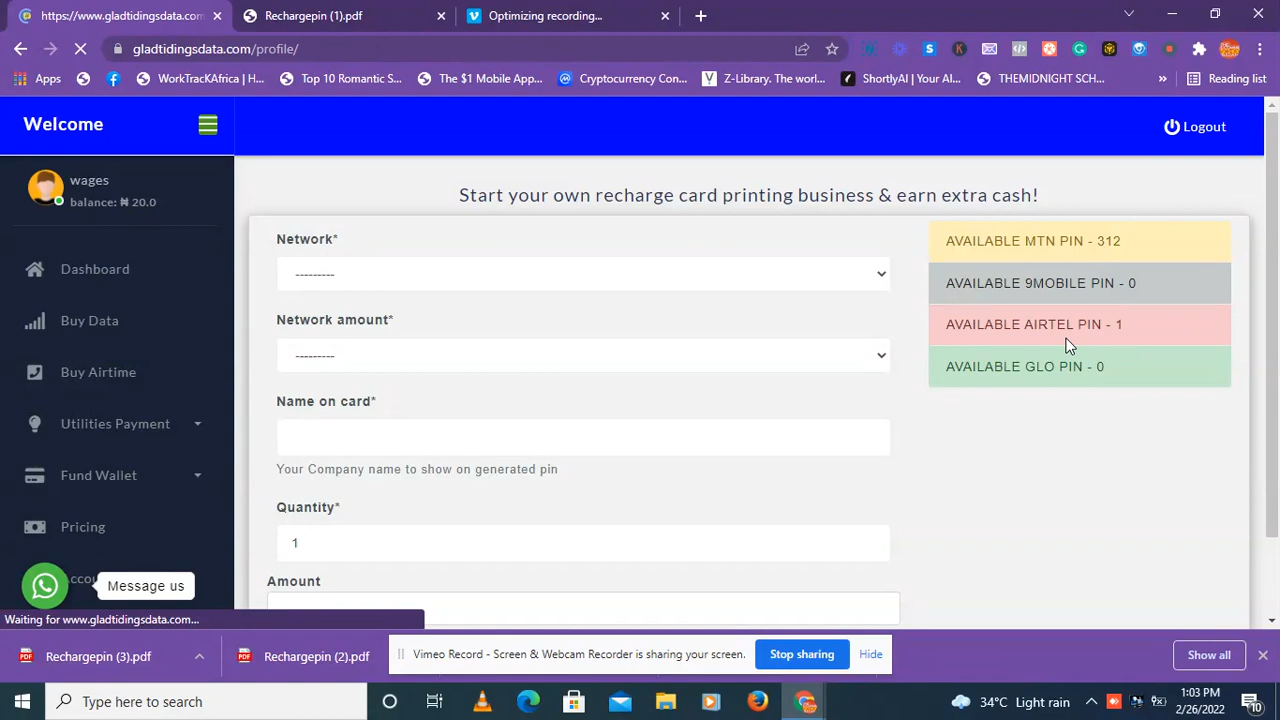 https://www.gladtidingsdata.com/
Rechargepin (1).pdf
Optimizing recording...
gladtidingsdata.com/profile/
Apps
WorkTracKAfrica | H...
Top 10 Romantic S...
The $1 Mobile App...
Cryptocurrency Con...
Z-Library. The worl...
ShortlyAI | Your AI...
THEMIDNIGHT SCH...
»
Reading list
Welcome
Logout
wages
balance: ₦ 20.0
Start your own recharge card printing business & earn extra cash!
Network*
---------
AVAILABLE MTN PIN - 312
AVAILABLE 9MOBILE PIN - 0
AVAILABLE AIRTEL PIN - 1
AVAILABLE GLO PIN - 0
Dashboard
Buy Data
Buy Airtime
Utilities Payment
Fund Wallet
Pricing
Network amount*
---------
Name on card*
Your Company name to show on generated pin
Quantity*
1
Amount
Message us
Waiting for www.gladtidingsdata.com...
Rechargepin (3).pdf
Rechargepin (2).pdf
Vimeo Record - Screen & Webcam Recorder is sharing your screen.
Stop sharing
Hide
Show all
Type here to search
34°C Light rain
1:03 PM
2/26/2022
10